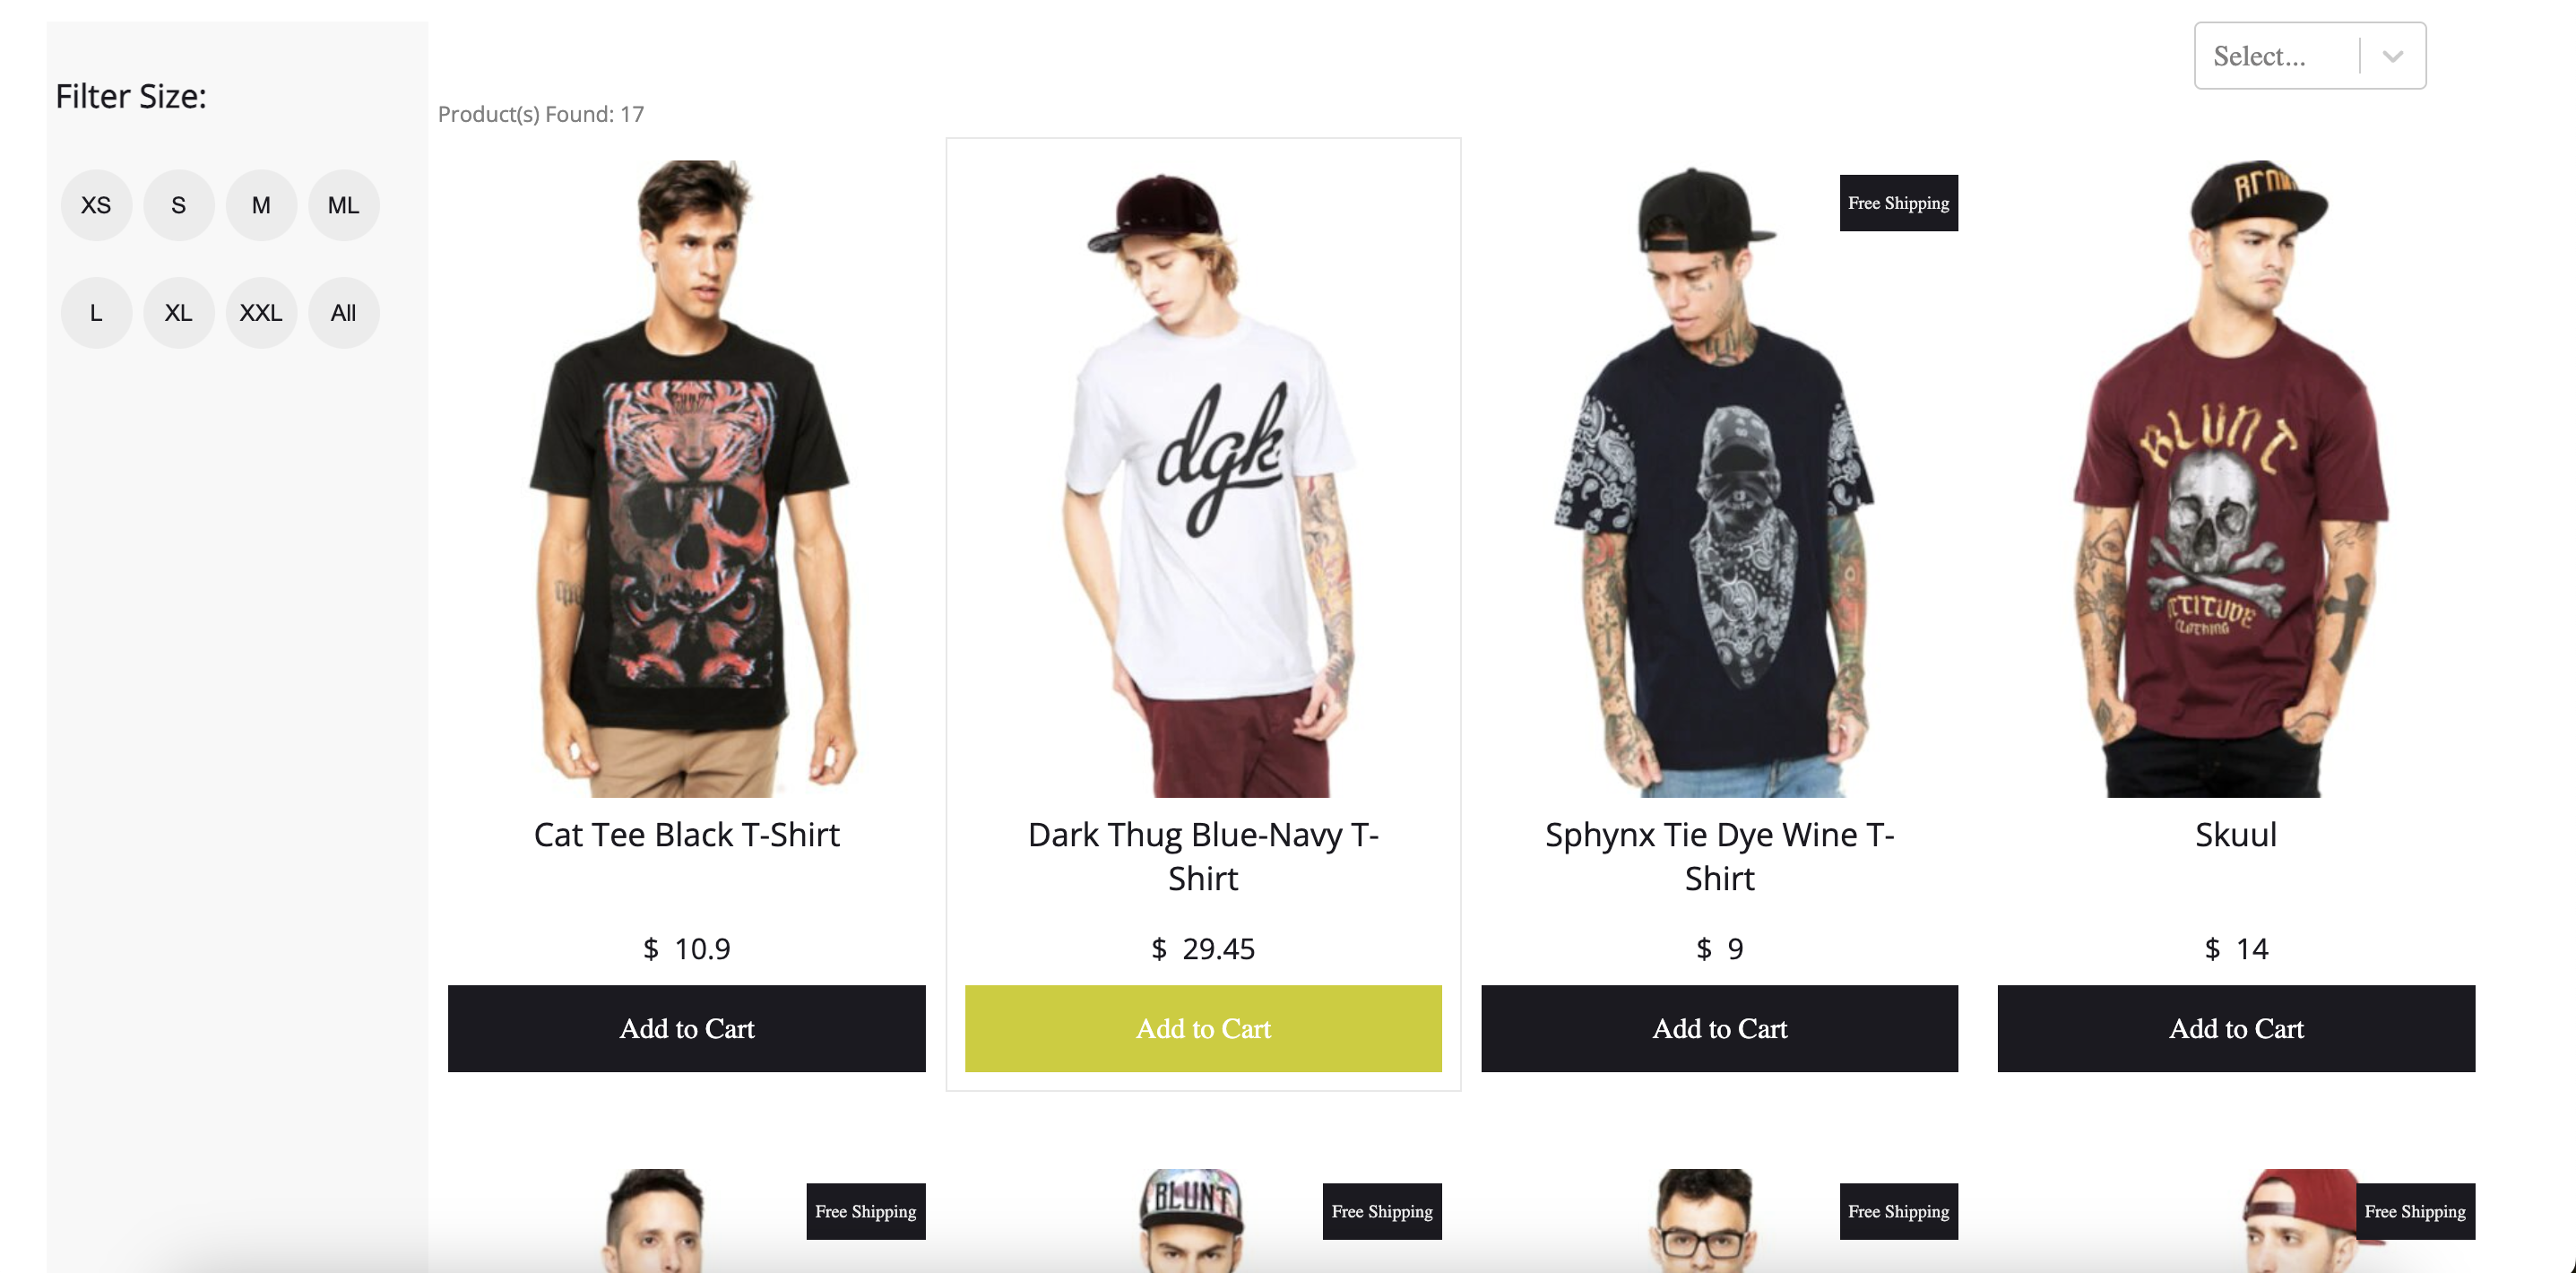 Select...
Filter Size:
Product(s) Found: 17
XS S M ML
L XL XXL All
Free Shipping
dgk
BLUNT
ATTITUDE
CLOTHING
Cat Tee Black T-Shirt
Dark Thug Blue-Navy T-
Shirt
Sphynx Tie Dye Wine T-
Shirt
Skuul
$ 10.9
$ 29.45
$ 9
$ 14
Add to Cart
Add to Cart
Add to Cart
Add to Cart
BLUNT
Free Shipping
Free Shipping
Free Shipping
Free Shipping